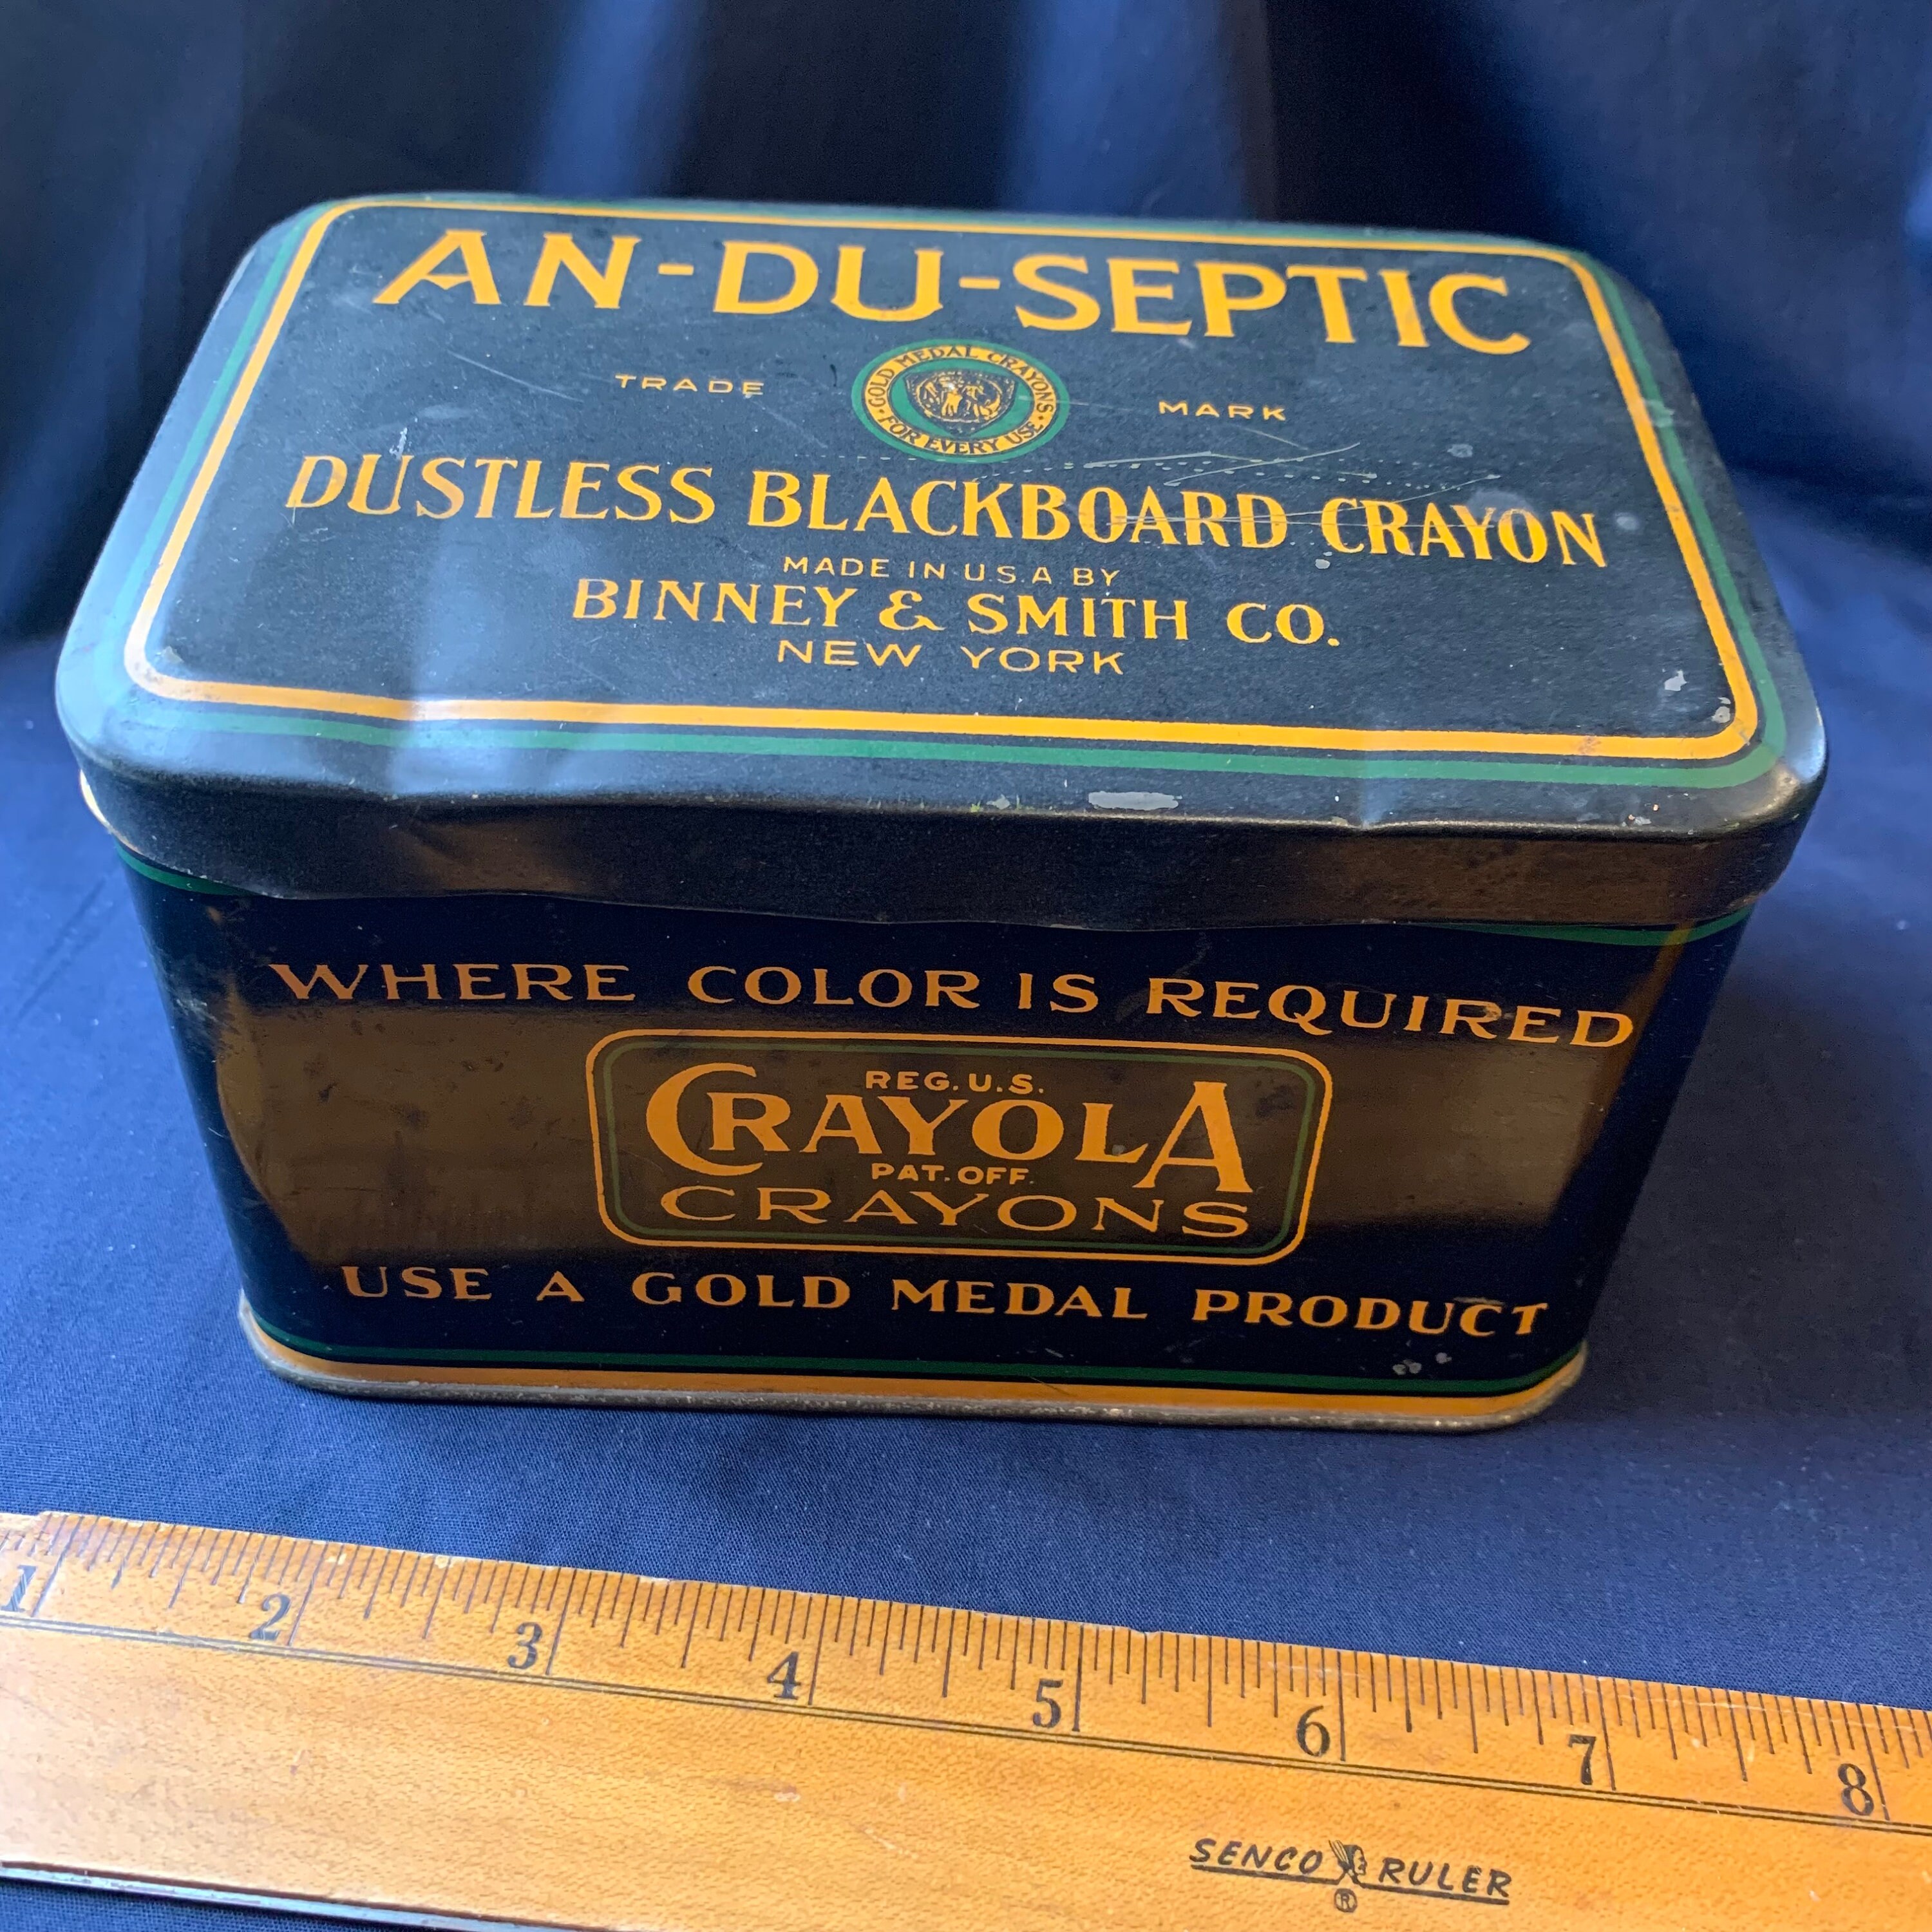 AN-DU-SEPTIC
TRADE MARK
GOLD MEDAL CRAYONS
FOR EVERY USE
DUSTLESS BLACKBOARD CRAYON
MADE IN U.S.A BY
BINNEY & SMITH CO.
NEW YORK
WHERE COLOR IS REQUIRED
REG. U.S.
CRAYOLA
PAT. OFF.
CRAYONS
USE A GOLD MEDAL PRODUCT
1 2 3 4 5 6 7 8
SENCO RULER
®